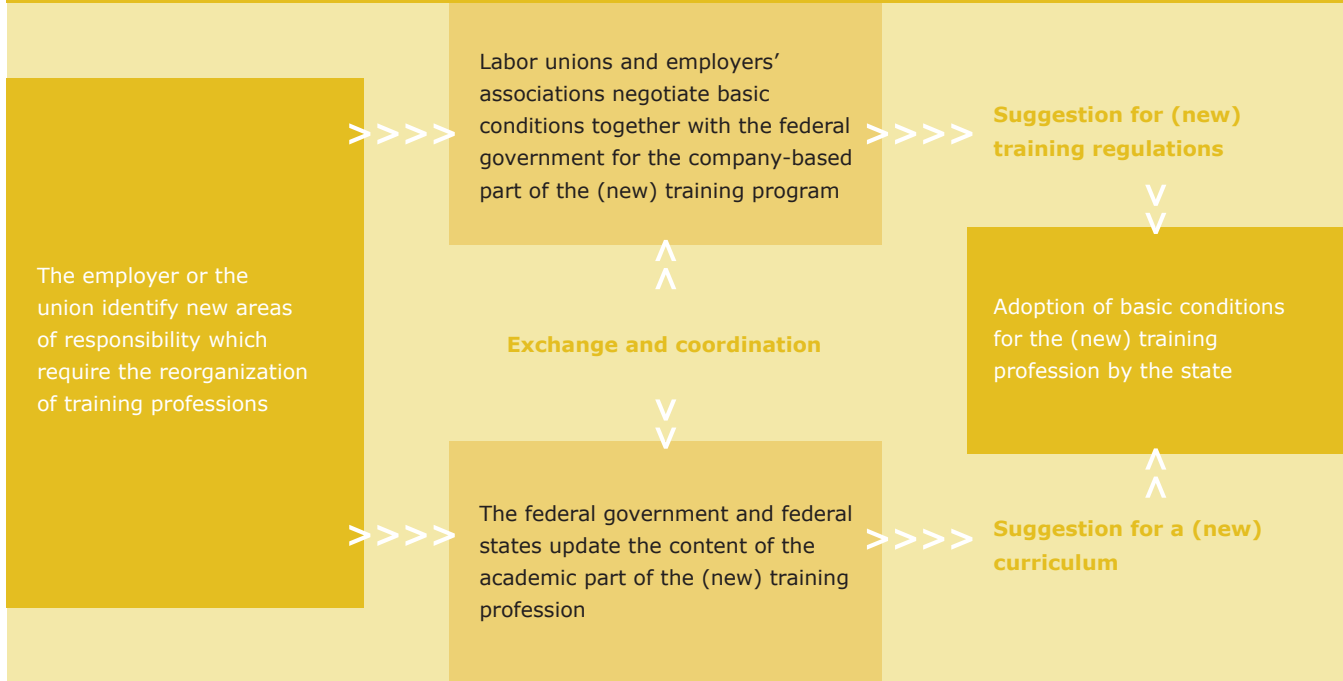 The employer or the
union identify new areas
of responsibility which
require the reorganization
of training professions
>>>>
Labor unions and employers’
associations negotiate basic
conditions together with the federal
government for the company-based
part of the (new) training program
>>>>
Suggestion for (new)
training regulations
Exchange and coordination
>>>>
The federal government and federal
states update the content of the
academic part of the (new) training
profession
>>>>
Suggestion for a (new)
curriculum
Adoption of basic conditions
for the (new) training
profession by the state